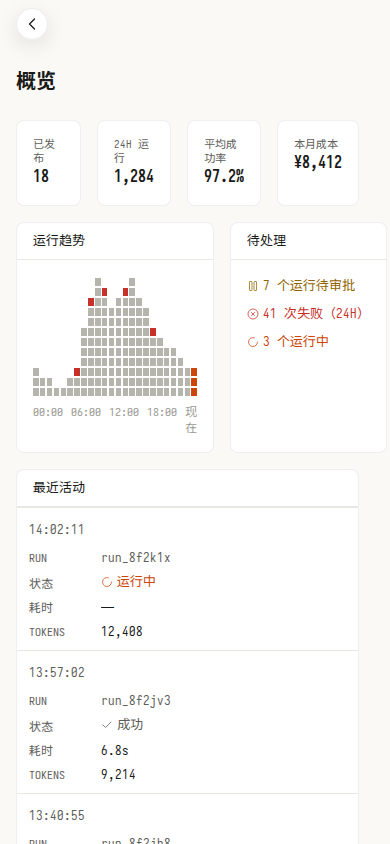 概览
已发
布
18
24H 运
行
1,284
平均成
功率
97.2%
本月成本
¥8,412
运行趋势
00:00 06:00 12:00 18:00 现
在
待处理
7 个运行待审批
41 次失败 (24H)
3 个运行中
最近活动
14:02:11
RUN run_8f2k1x
状态 运行中
耗时 —
TOKENS 12,408
13:57:02
RUN run_8f2jv3
状态 成功
耗时 6.8s
TOKENS 9,214
13:40:55
RUN run_8f2jb8